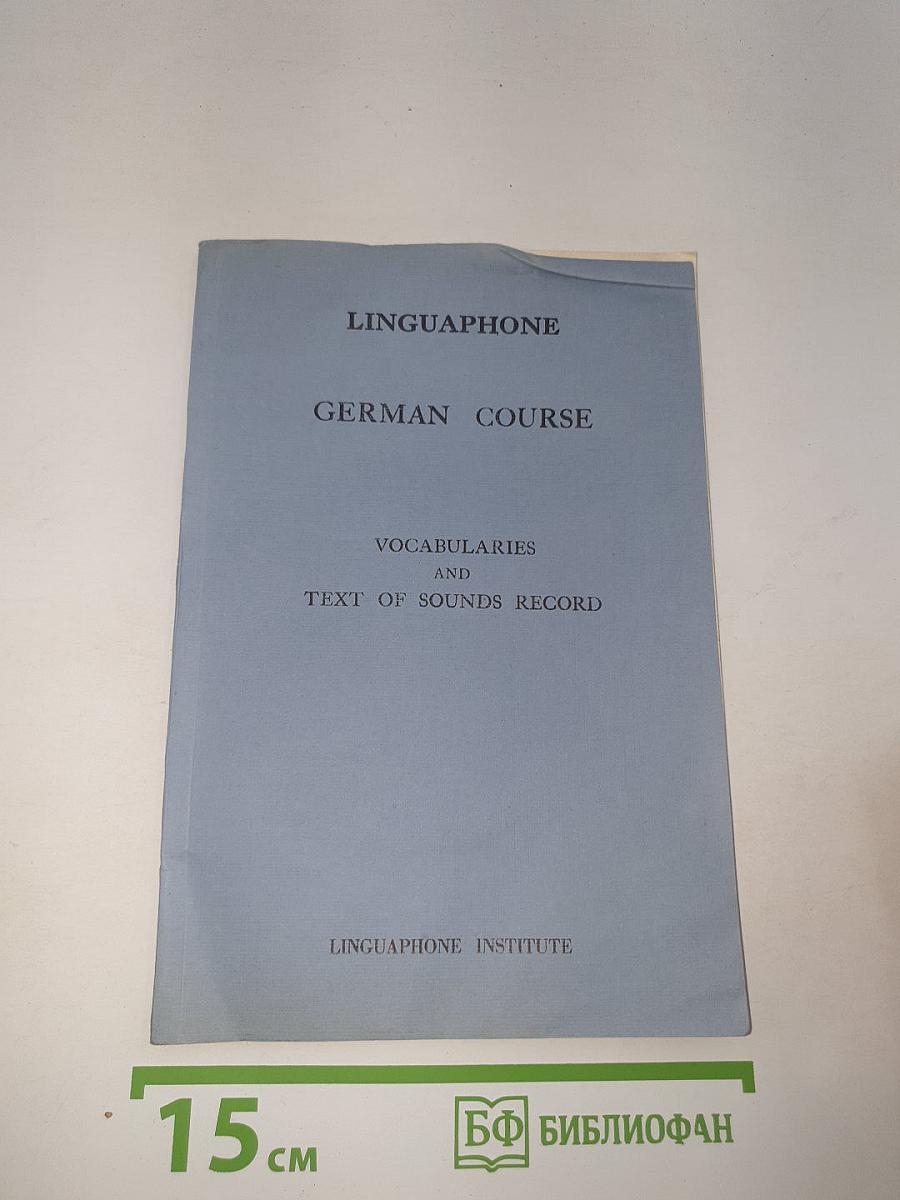 LINGUAPHONE
GERMAN COURSE
VOCABULARIES
AND
TEXT OF SOUNDS RECORD
LINGUAPHONE INSTITUTE
15 см
БФ БИБЛИОФАН